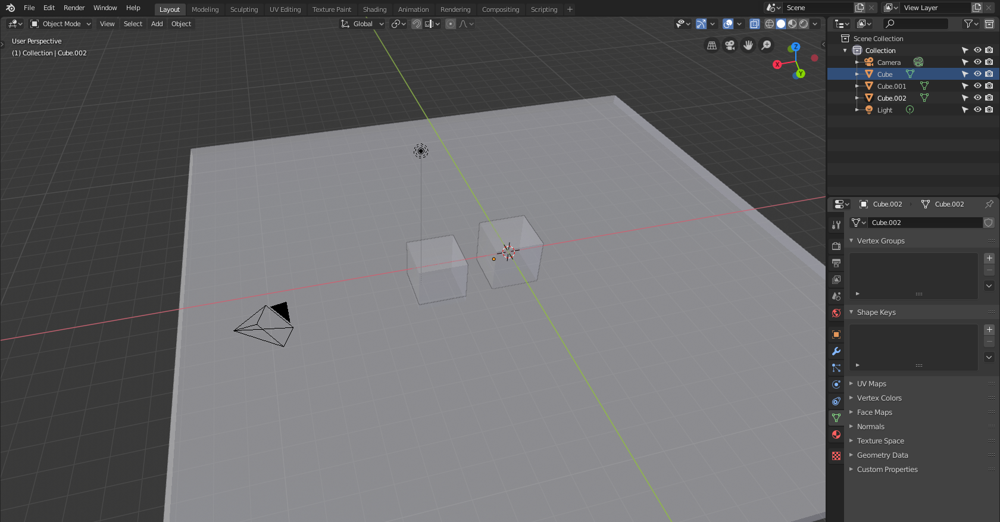 File Edit Render Window Help Layout Modeling Sculpting UV Editing Texture Paint Shading Animation Rendering Compositing Scripting + Scene View Layer
Object Mode View Select Add Object Global
User Perspective
(1) Collection | Cube.002
Z
X
Y
Scene Collection
Collection
Camera
Cube
Cube.001
Cube.002
Light
Cube.002 Cube.002
Cube.002
Vertex Groups
Shape Keys
UV Maps
Vertex Colors
Face Maps
Normals
Texture Space
Geometry Data
Custom Properties